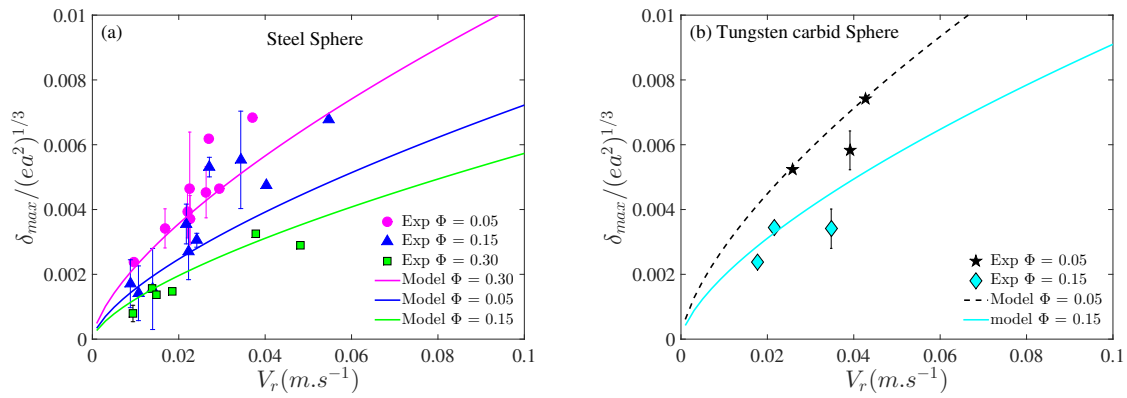 (a)
Steel Sphere
δ_max/(ea²)^1/3
0.01
0.008
0.006
0.004
0.002
0
0
0.02
0.04
0.06
0.08
0.1
V_r(m.s⁻¹)
Exp Φ = 0.05
Exp Φ = 0.15
Exp Φ = 0.30
Model Φ = 0.30
Model Φ = 0.05
Model Φ = 0.15
(b) Tungsten carbid Sphere
δ_max/(ea²)^1/3
0.01
0.008
0.006
0.004
0.002
0
0
0.02
0.04
0.06
0.08
0.1
V_r(m.s⁻¹)
Exp Φ = 0.05
Exp Φ = 0.15
Model Φ = 0.05
model Φ = 0.15